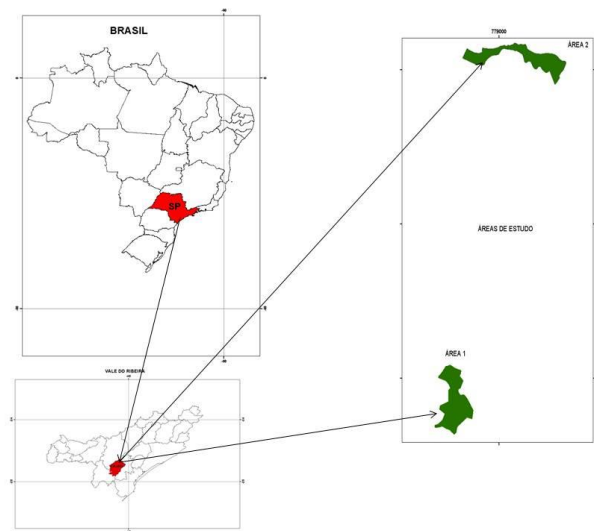 BRASIL
SP
VALE DO RIBEIRA
779000
ÁREA 2
ÁREAS DE ESTUDO
ÁREA 1